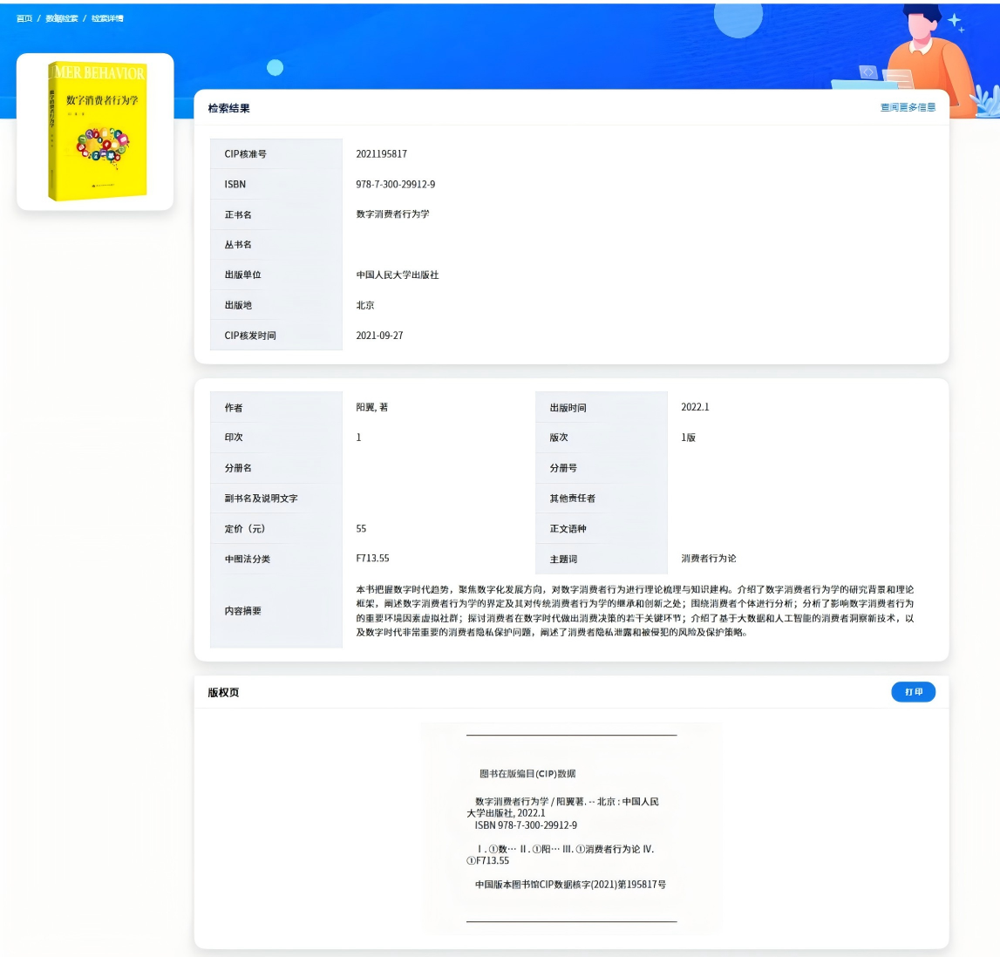 首页 / 数据检索 / 检索详情
MER BEHAVIOR
数字消费者行为学
数字消费者行为学
检索结果
查阅更多信息
CIP核准号 2021195817
ISBN 978-7-300-29912-9
正书名 数字消费者行为学
丛书名
出版单位 中国人民大学出版社
出版地 北京
CIP核发时间 2021-09-27
作者 阳翼, 著 出版时间 2022.1
印次 1 版次 1版
分册名 分册号
副书名及说明文字 其他责任者
定价（元） 55 正文语种
中图法分类 F713.55 主题词 消费者行为论
内容摘要
本书把握数字时代趋势，聚焦数字化发展方向，对数字消费者行为进行理论梳理与知识建构。介绍了数字消费者行为学的研究背景和理论
框架，阐述数字消费者行为学的界定及其对传统消费者行为学的继承和创新之处；围绕消费者个体进行分析；分析了影响数字消费者行为
的重要环境因素虚拟社群；探讨消费者在数字时代做出消费决策的若干关键环节；介绍了基于大数据和人工智能的消费者洞察新技术，以
及数字时代非常重要的消费者隐私保护问题，阐述了消费者隐私泄露和被侵犯的风险及保护策略。
版权页
打印
图书在版编目(CIP)数据
数字消费者行为学 / 阳翼著. -- 北京 : 中国人民
大学出版社, 2022.1
ISBN 978-7-300-29912-9
Ⅰ. ①数… Ⅱ. ①阳… Ⅲ. ①消费者行为论 Ⅳ.
①F713.55
中国版本图书馆CIP数据核字(2021)第195817号